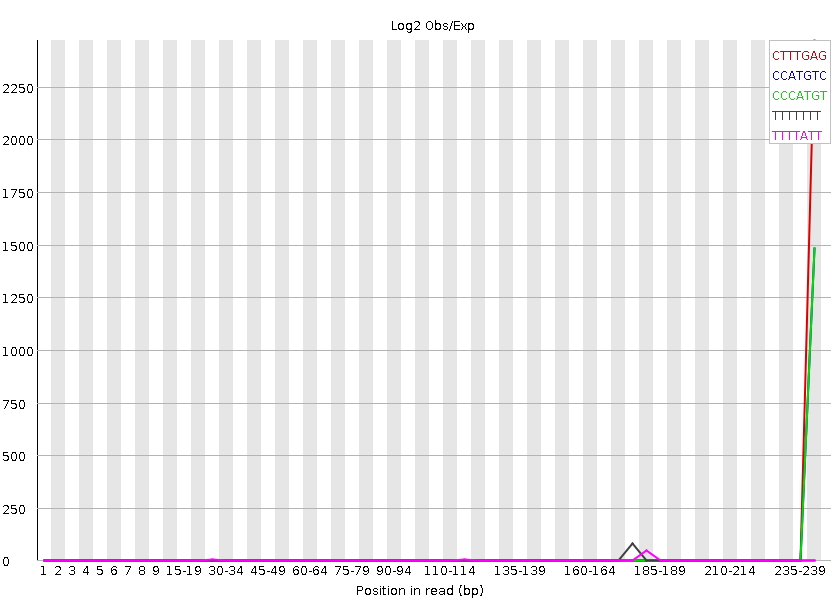 Log2 Obs/Exp
CTTTGAG
CCATGTC
CCCATGT
TTTTTTT
TTTTATT
2250
2000
1750
1500
1250
1000
750
500
250
0
1 2 3 4 5 6 7 8 9 15-19 30-34 45-49 60-64 75-79 90-94 110-114 135-139 160-164 185-189 210-214 235-239
Position in read (bp)